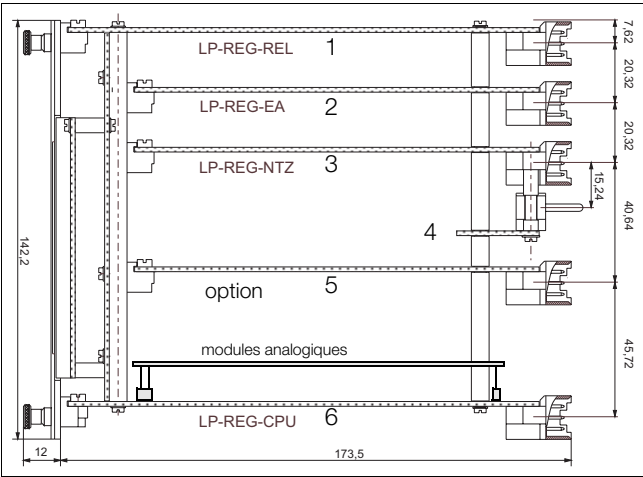 LP-REG-REL 1
7,62
20,32
LP-REG-EA 2
20,32
LP-REG-NTZ 3
15,24
40,64
4
142,2
option 5
45,72
modules analogiques
LP-REG-CPU 6
12
173,5